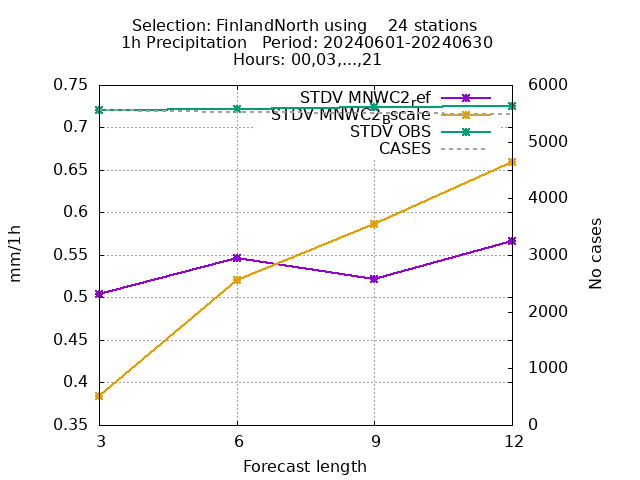 Selection: FinlandNorth using 24 stations
1h Precipitation Period: 20240601-20240630
Hours: 00,03,...,21
0.75
0.7
0.65
0.6
0.55
0.5
0.45
0.4
0.35
6000
5000
4000
3000
2000
1000
0
STDV MNWC2ref
STDV MNWC2Bscale
STDV OBS
CASES
mm/1h
No cases
3
6
9
12
Forecast length